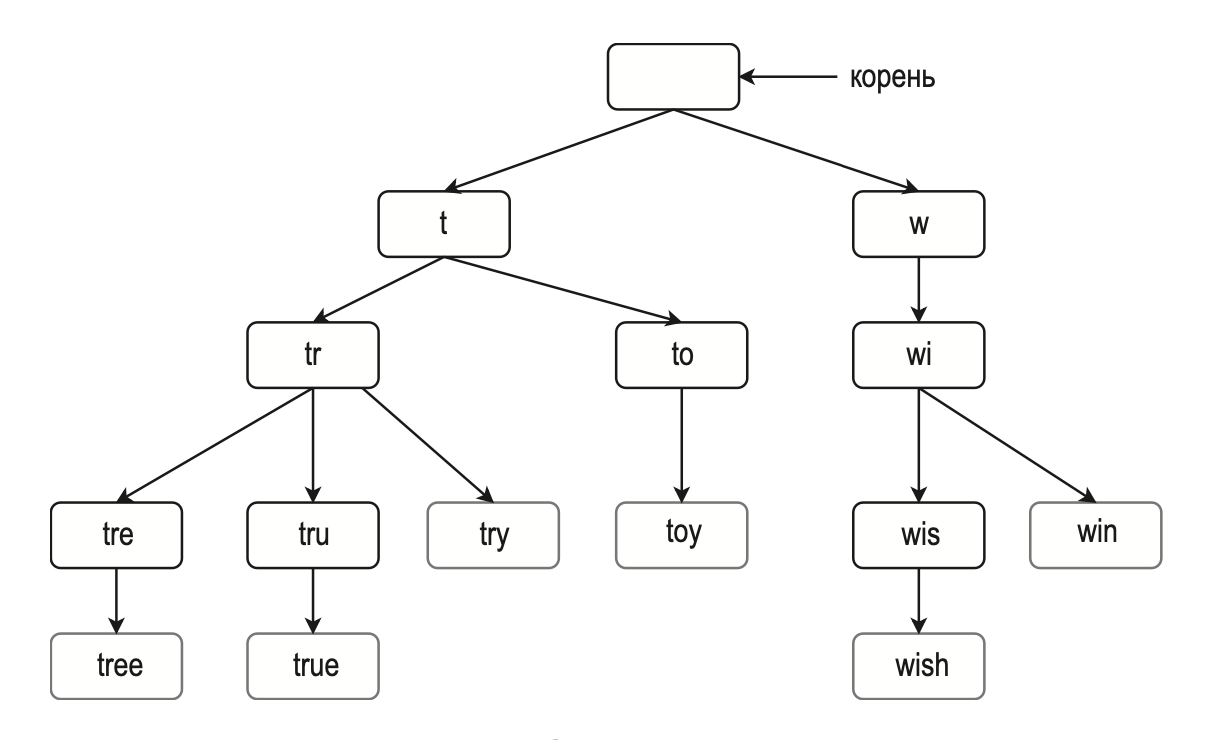 корень
t
w
tr
to
wi
tre
tru
try
toy
wis
win
tree
true
wish